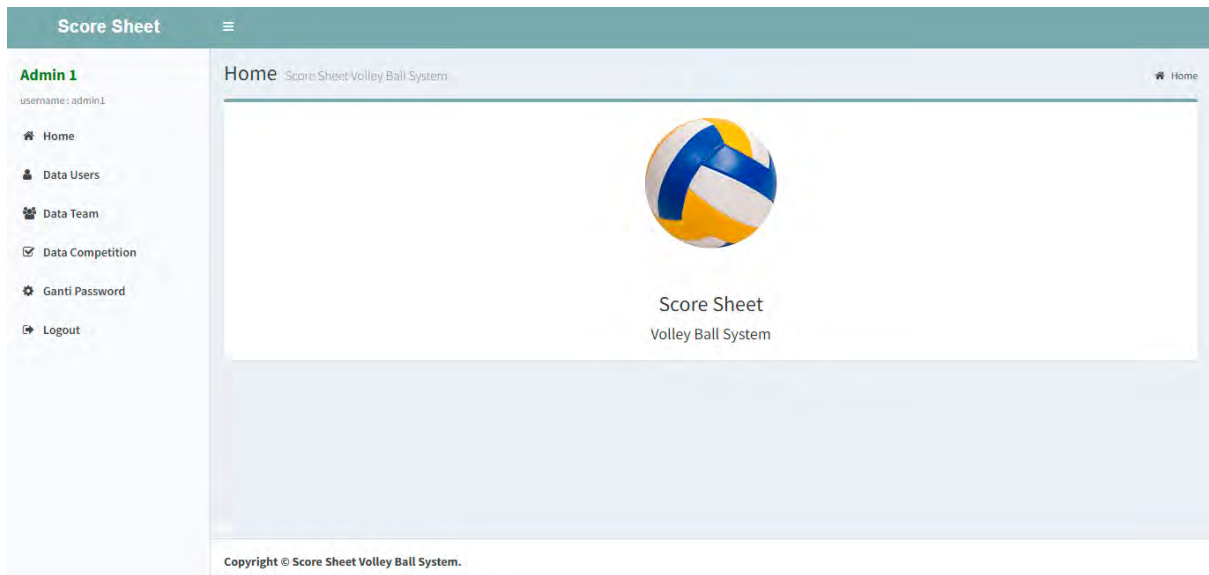 Score Sheet
Admin 1
username : admin1
Home
Data Users
Data Team
Data Competition
Ganti Password
Logout
Home Score Sheet Volley Ball System
Home
Score Sheet
Volley Ball System
Copyright © Score Sheet Volley Ball System.